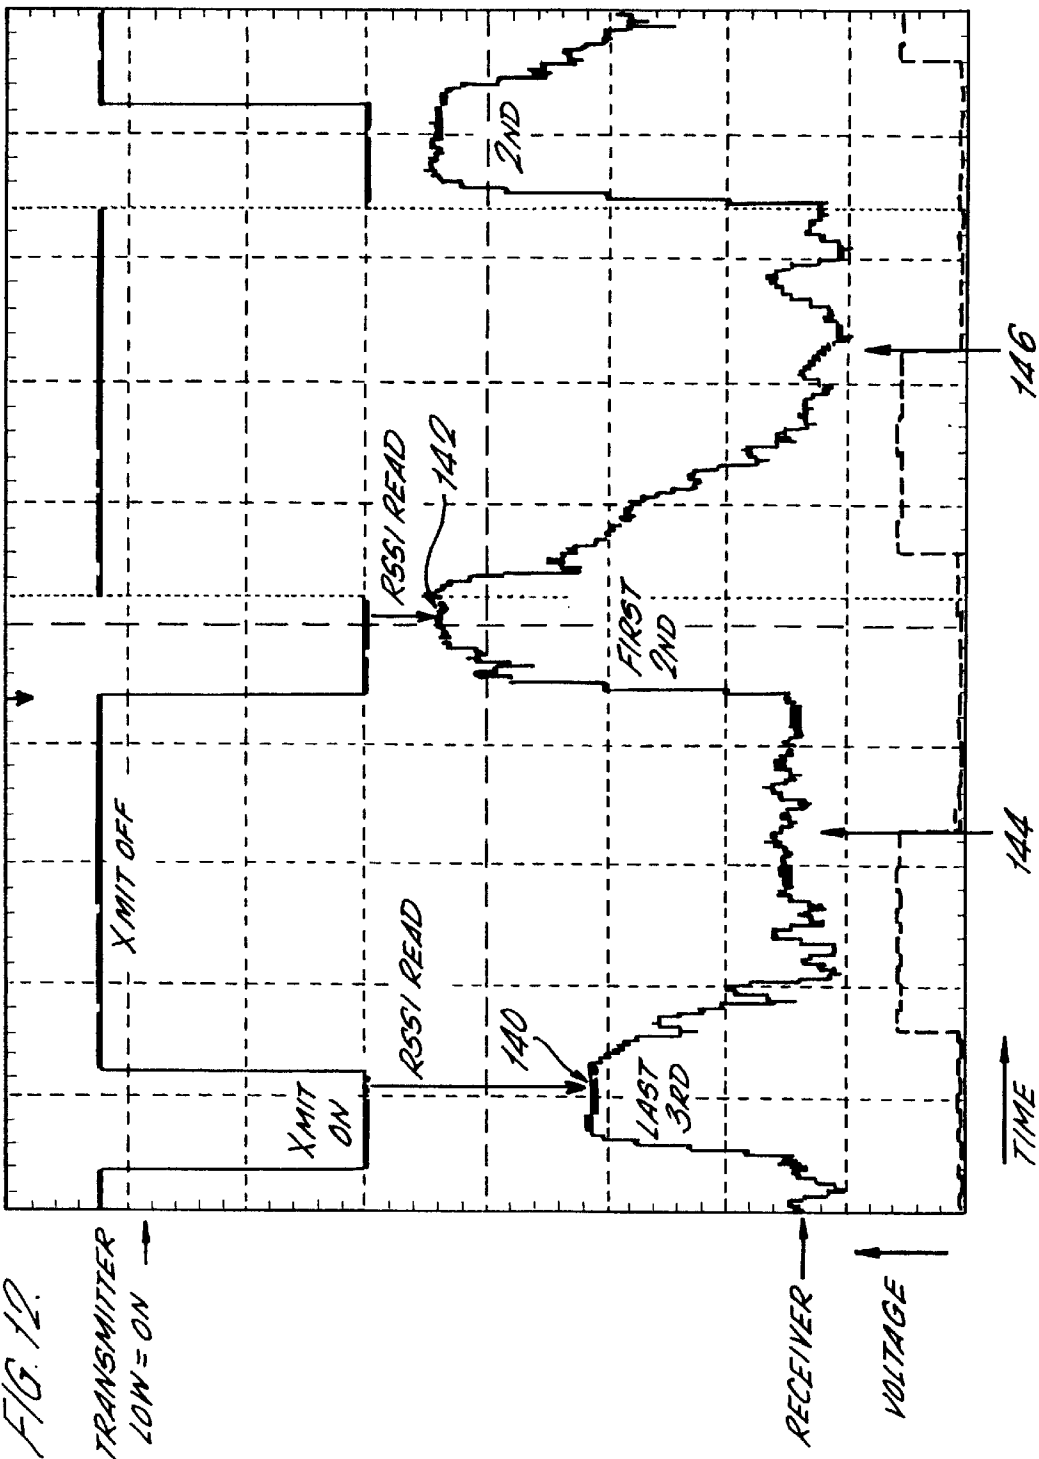 FIG. 12.
TRANSMITTER
LOW = ON
XMIT
ON
XMIT OFF
RSSI READ
140
LAST
3RD
RSSI READ
142
FIRST
2ND
2ND
RECEIVER
VOLTAGE
TIME
144
146